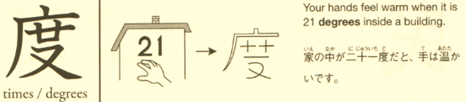 度
times / degrees
21
Your hands feel warm when it is
21 degrees inside a building.
家の中が二十一度だと、手は温か
いです。
いえ なか に じゅういち ど て あたた